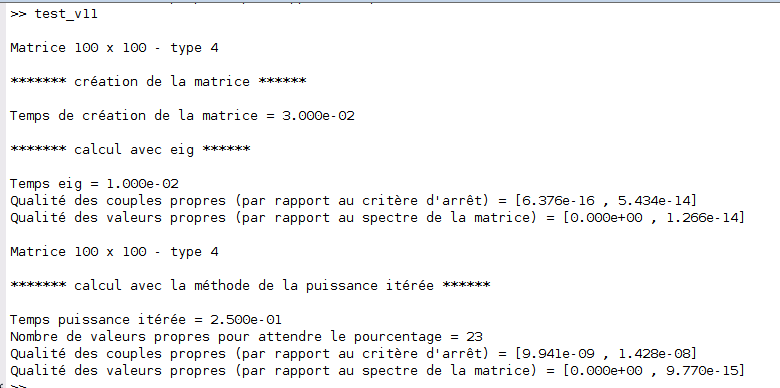 >> test_v11
Matrice 100 x 100 - type 4
******* création de la matrice ******
Temps de création de la matrice = 3.000e-02
******* calcul avec eig ******
Temps eig = 1.000e-02
Qualité des couples propres (par rapport au critère d'arrêt) = [6.376e-16 , 5.434e-14]
Qualité des valeurs propres (par rapport au spectre de la matrice) = [0.000e+00 , 1.266e-14]
Matrice 100 x 100 - type 4
******* calcul avec la méthode de la puissance itérée ******
Temps puissance itérée = 2.500e-01
Nombre de valeurs propres pour attendre le pourcentage = 23
Qualité des couples propres (par rapport au critère d'arrêt) = [9.941e-09 , 1.428e-08]
Qualité des valeurs propres (par rapport au spectre de la matrice) = [0.000e+00 , 9.770e-15]
>>